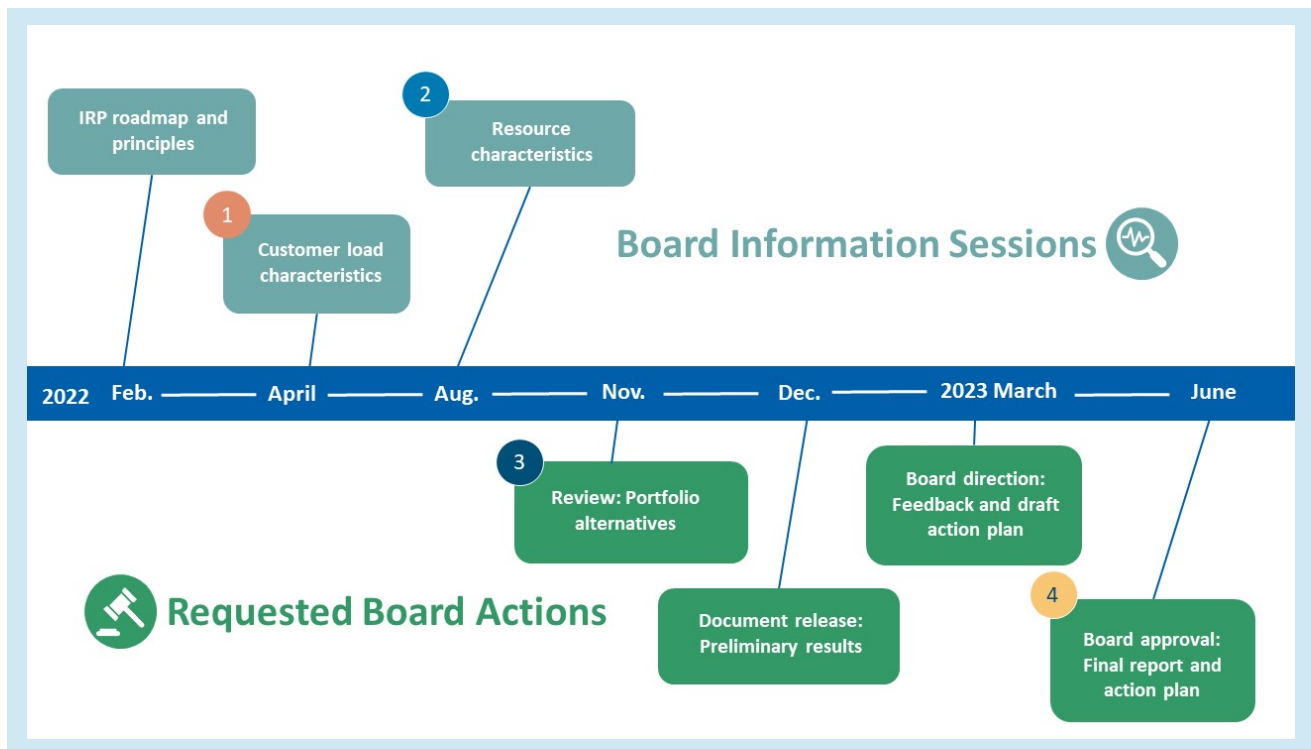 IRP roadmap and
principles
2
Resource
characteristics
1
Customer load
characteristics
Board Information Sessions
2022 Feb. April Aug. Nov. Dec. 2023 March June
3
Review: Portfolio
alternatives
Board direction:
Feedback and draft
action plan
Requested Board Actions
Document release:
Preliminary results
4
Board approval:
Final report and
action plan